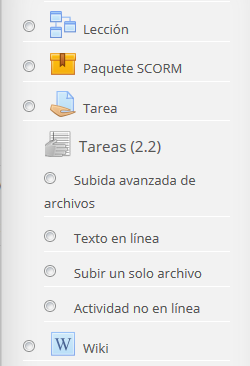 Lección
Paquete SCORM
Tarea
Tareas (2.2)
Subida avanzada de
archivos
Texto en línea
Subir un solo archivo
Actividad no en línea
W Wiki